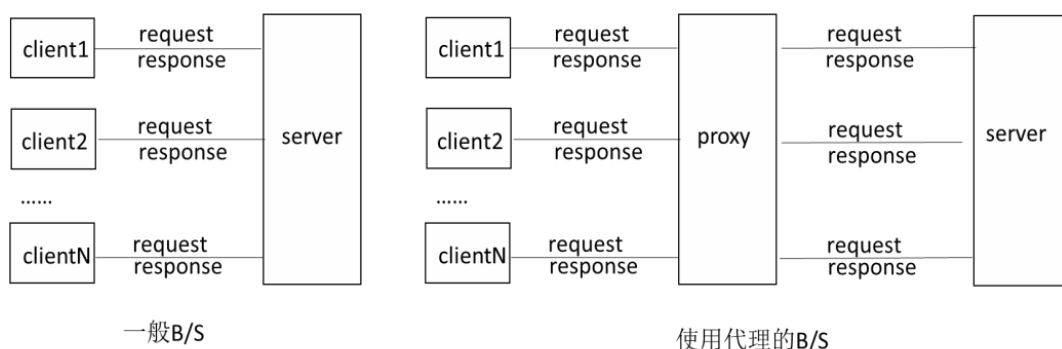 client1
request
response
client2
request
response
server
……
clientN
request
response
一般B/S
client1
request
response
client2
request
response
proxy
……
clientN
request
response
request
response
request
response
server
request
response
使用代理的B/S